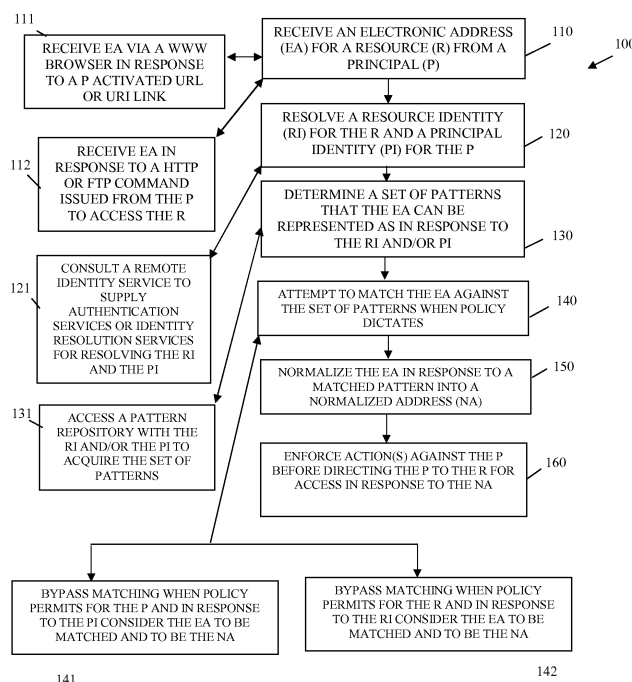 111
RECEIVE EA VIA A WWW
BROWSER IN RESPONSE
TO A P ACTIVATED URL
OR URI LINK
RECEIVE AN ELECTRONIC ADDRESS
(EA) FOR A RESOURCE (R) FROM A
PRINCIPAL (P)
110
100
RESOLVE A RESOURCE IDENTITY
(RI) FOR THE R AND A PRINCIPAL
IDENTITY (PI) FOR THE P
120
112
RECEIVE EA IN
RESPONSE TO A HTTP
OR FTP COMMAND
ISSUED FROM THE P
TO ACCESS THE R
DETERMINE A SET OF PATTERNS
THAT THE EA CAN BE
REPRESENTED AS IN RESPONSE TO
THE RI AND/OR PI
130
121
CONSULT A REMOTE
IDENTITY SERVICE TO
SUPPLY
AUTHENTICATION
SERVICES OR IDENTITY
RESOLUTION SERVICES
FOR RESOLVING THE RI
AND THE PI
ATTEMPT TO MATCH THE EA AGAINST
THE SET OF PATTERNS WHEN POLICY
DICTATES
140
NORMALIZE THE EA IN RESPONSE TO A
MATCHED PATTERN INTO A
NORMALIZED ADDRESS (NA)
150
131
ACCESS A PATTERN
REPOSITORY WITH THE
RI AND/OR THE PI TO
ACQUIRE THE SET OF
PATTERNS
ENFORCE ACTION(S) AGAINST THE P
BEFORE DIRECTING THE P TO THE R FOR
ACCESS IN RESPONSE TO THE NA
160
BYPASS MATCHING WHEN POLICY
PERMITS FOR THE P AND IN RESPONSE
TO THE PI CONSIDER THE EA TO BE
MATCHED AND TO BE THE NA
141
BYPASS MATCHING WHEN POLICY
PERMITS FOR THE R AND IN RESPONSE
TO THE RI CONSIDER THE EA TO BE
MATCHED AND TO BE THE NA
142